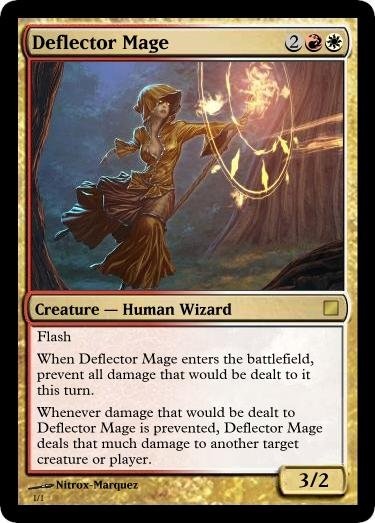 Deflector Mage 2
Creature — Human Wizard
Flash
When Deflector Mage enters the battlefield,
prevent all damage that would be dealt to it
this turn.
Whenever damage that would be dealt to
Deflector Mage is prevented, Deflector Mage
deals that much damage to another target
creature or player.
3/2
Nitrox-Marquez
1/1